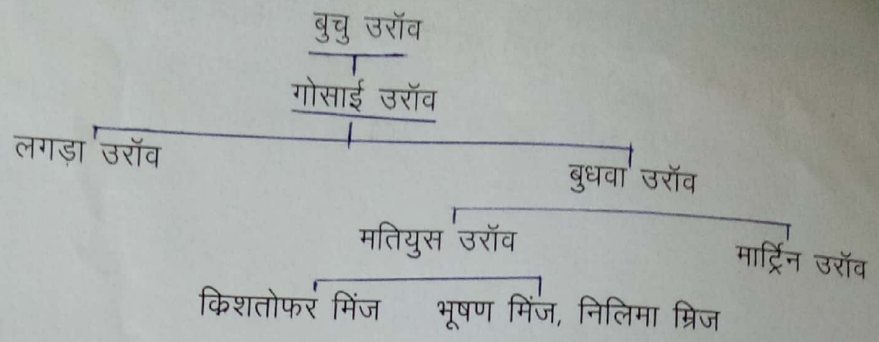 बुचु उरॉव
गोसाई उरॉव
लगड़ा उरॉव
बुधवा उरॉव
मतियुस उरॉव
मार्ट्रिन उरॉव
किशतोफर मिंज भूषण मिंज, निलिमा म्रिज